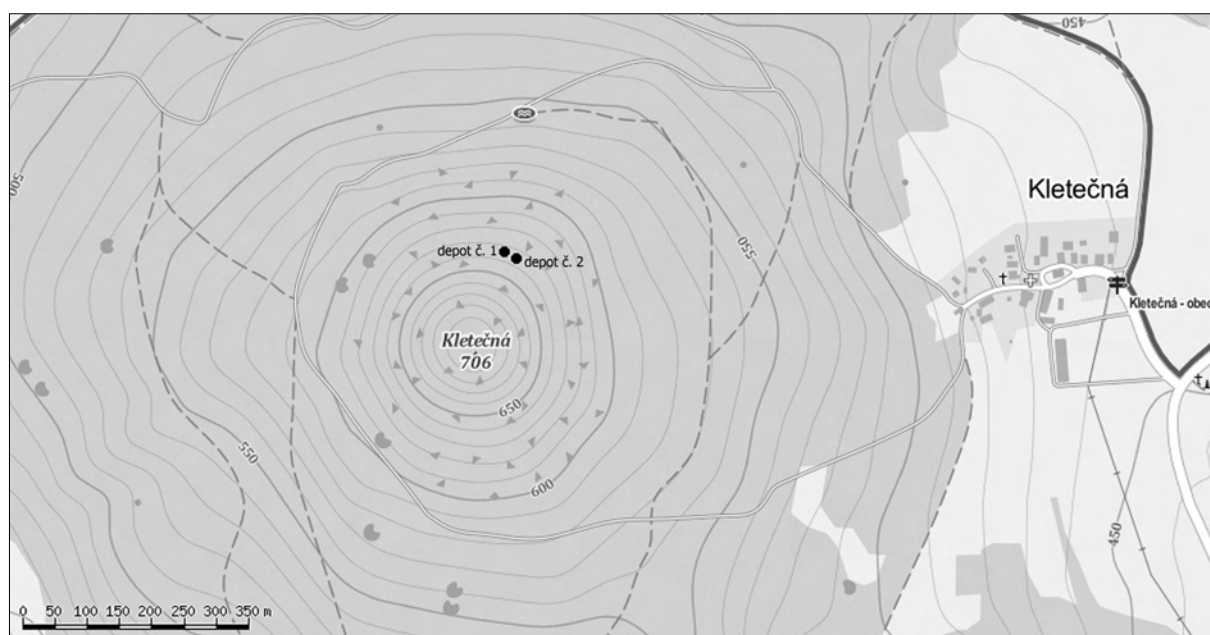 450
500
Kletečná
550
depot č. 1
depot č. 2
Kletečná - obec
Kletečná
706
650
550
600
450
0 50 100 150 200 250 300 350 m